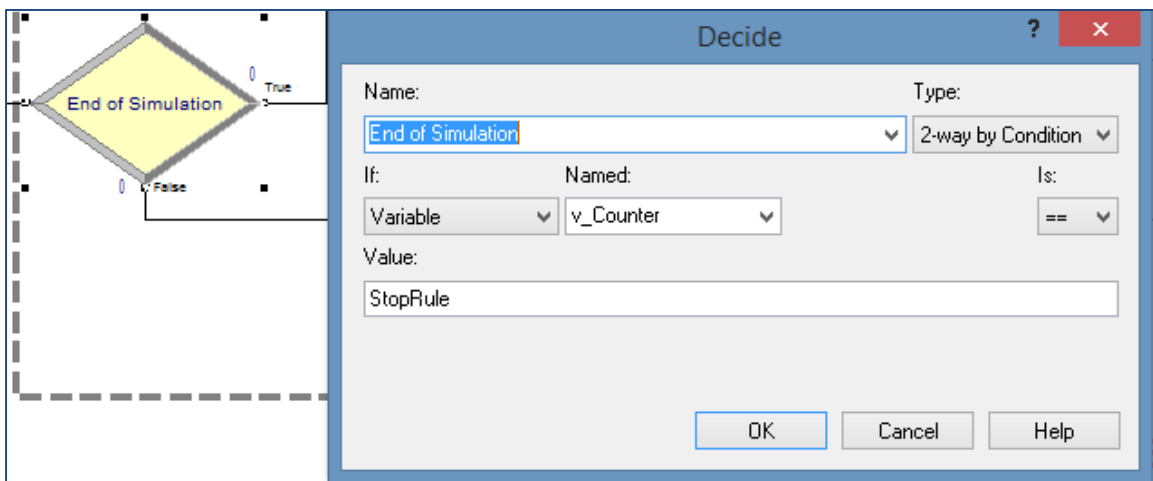 Decide
?
×
End of Simulation
0
True
0
False
Name:
Type:
End of Simulation
2-way by Condition
If:
Named:
Is:
Variable
v_Counter
==
Value:
StopRule
OK
Cancel
Help